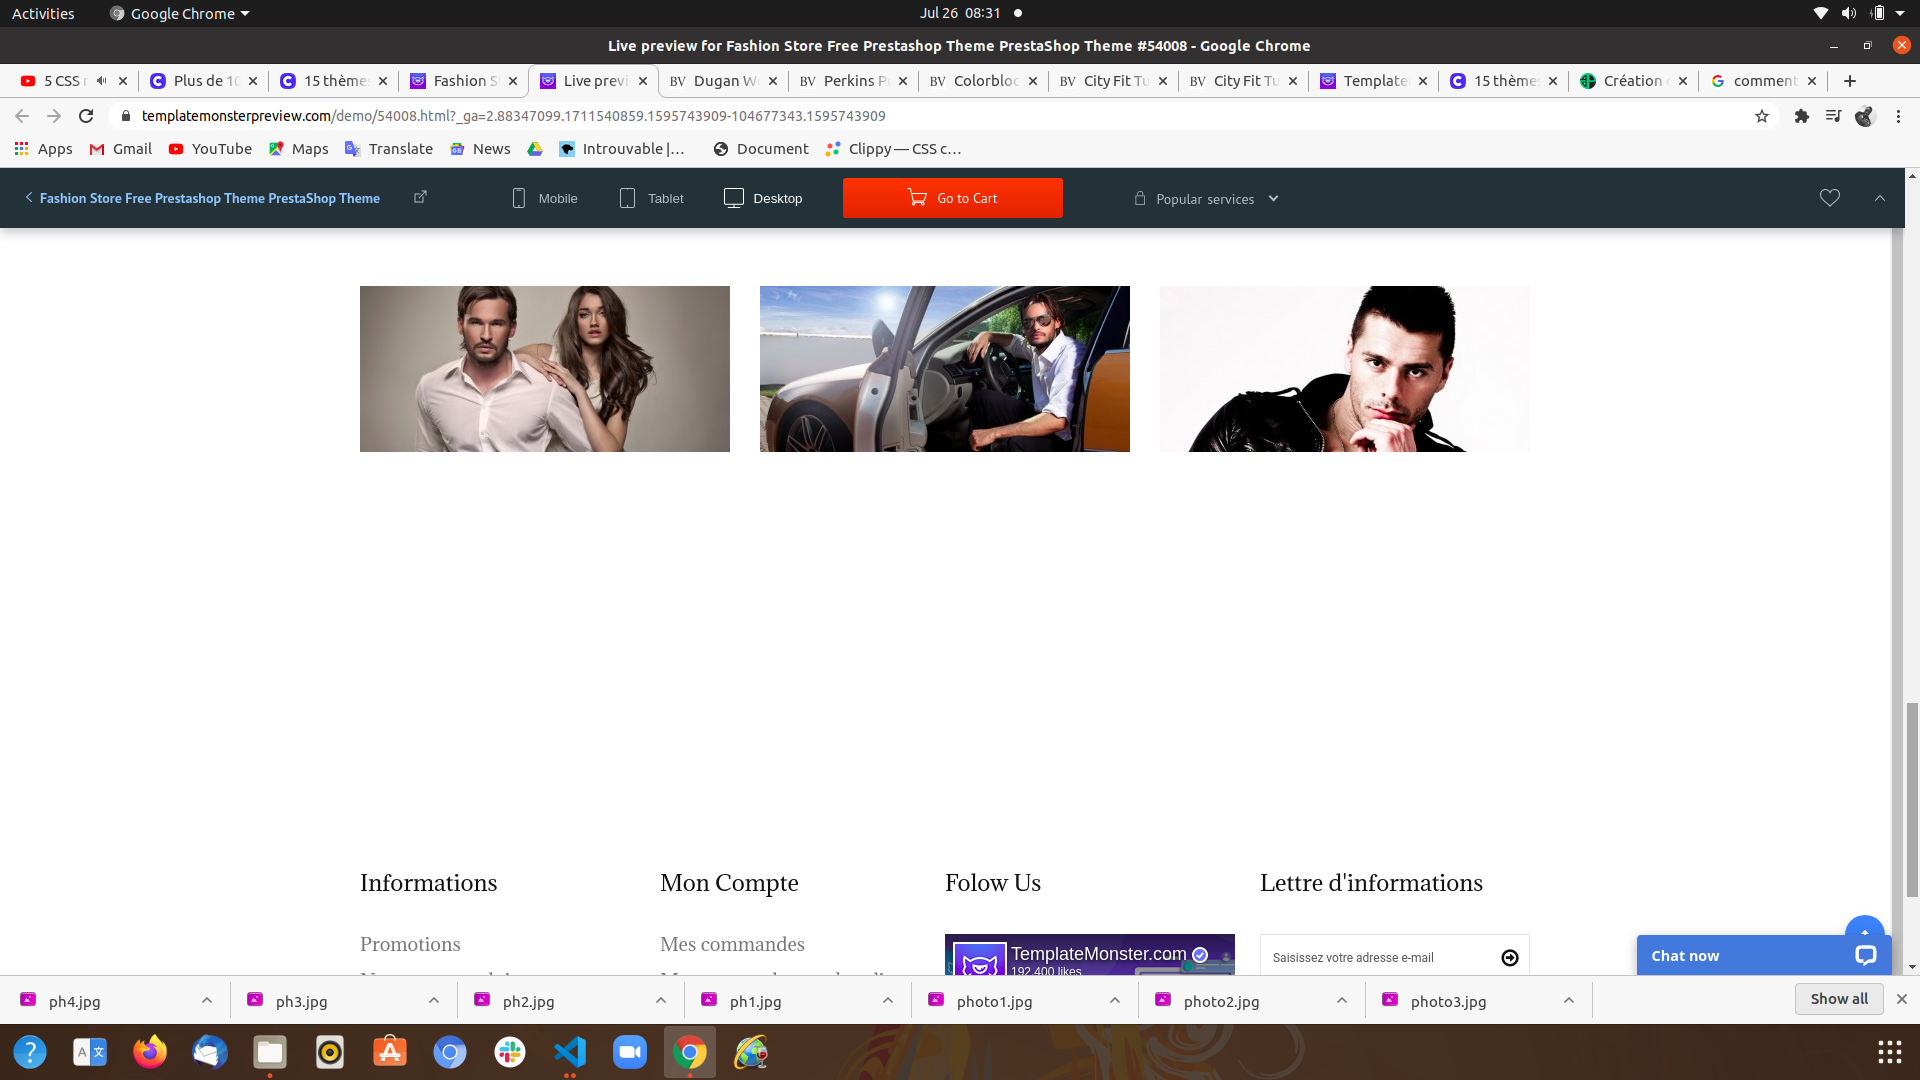 Activities
Google Chrome
Jul 26 08:31
Live preview for Fashion Store Free Prestashop Theme PrestaShop Theme #54008 - Google Chrome
5 CSS
Plus de 10
15 thème
Fashion S
Live previ
BV Dugan W
BV Perkins P
BV Colorbloc
BV City Fit Tu
BV City Fit Tu
Template
15 thème
Création
comment
templatemonsterpreview.com/demo/54008.html?_ga=2.88347099.1711540859.1595743909-104677343.1595743909
Apps
Gmail
YouTube
Maps
Translate
News
Introuvable |…
Document
Clippy — CSS c…
Fashion Store Free Prestashop Theme PrestaShop Theme
Mobile
Tablet
Desktop
Go to Cart
Popular services
Informations
Mon Compte
Folow Us
Lettre d'informations
Promotions
Mes commandes
TemplateMonster.com
192,400 likes
Saisissez votre adresse e-mail
Chat now
ph4.jpg
ph3.jpg
ph2.jpg
ph1.jpg
photo1.jpg
photo2.jpg
photo3.jpg
Show all